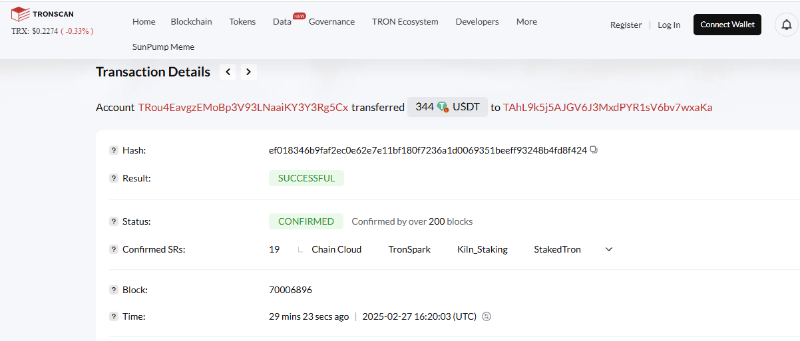 TRONSCAN
TRX: $0.2274 ( -0.33% )
Home Blockchain Tokens Data NEW Governance TRON Ecosystem Developers More
SunPump Meme
Register | Log In Connect Wallet
Transaction Details
Account TRou4EavgzEMoBp3V93LNaaiKY3Y3Rg5Cx transferred 344 USDT to TAhL9k5j5AJGV6J3MxdPYR1sV6bv7wxaKa
? Hash: ef018346b9faf2ec0e62e7e11bf180f7236a1d0069351beeff93248b4fd8f424
? Result: SUCCESSFUL
? Status: CONFIRMED Confirmed by over 200 blocks
? Confirmed SRs: 19 Chain Cloud TronSpark Kiln_Staking StakedTron
? Block: 70006896
? Time: 29 mins 23 secs ago | 2025-02-27 16:20:03 (UTC)